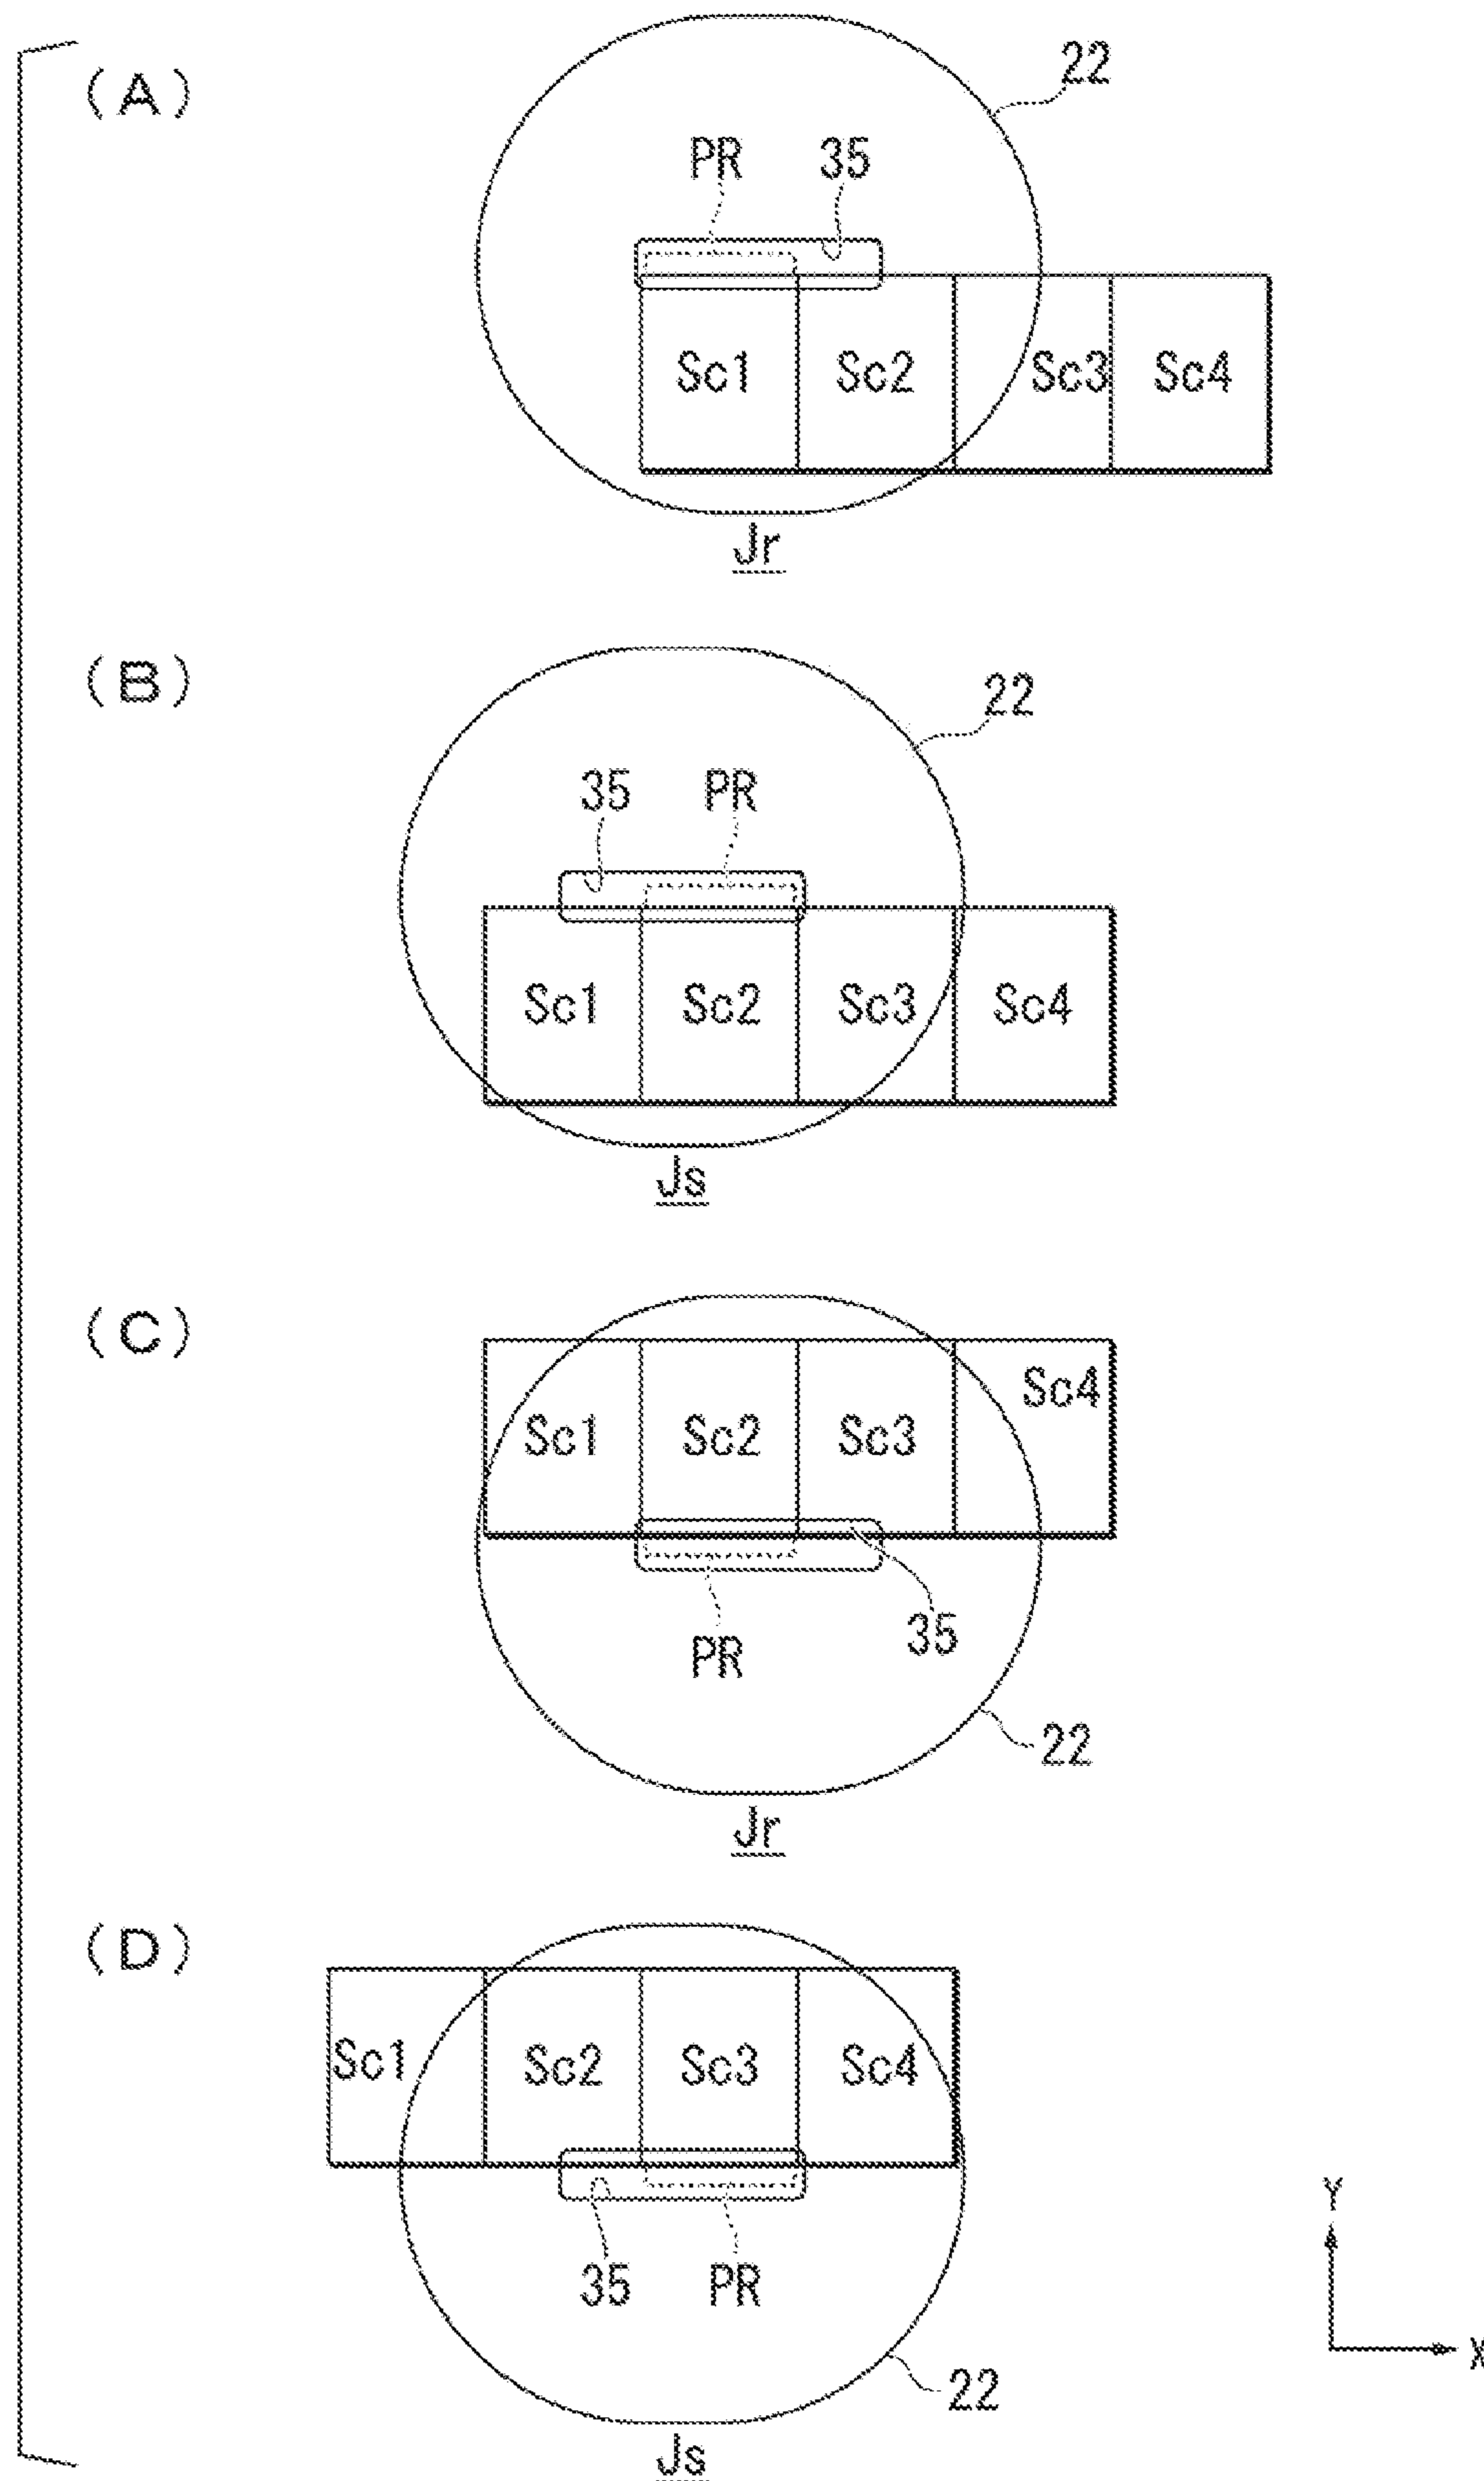 (A)
22
PR 35
Sc1 Sc2 Sc3 Sc4
Jr
(B)
22
35 PR
Sc1 Sc2 Sc3 Sc4
Js
(C)
Sc4
Sc1 Sc2 Sc3
35
PR
22
Jr
(D)
Sc1 Sc2 Sc3 Sc4
Y
35 PR
X
22
Js